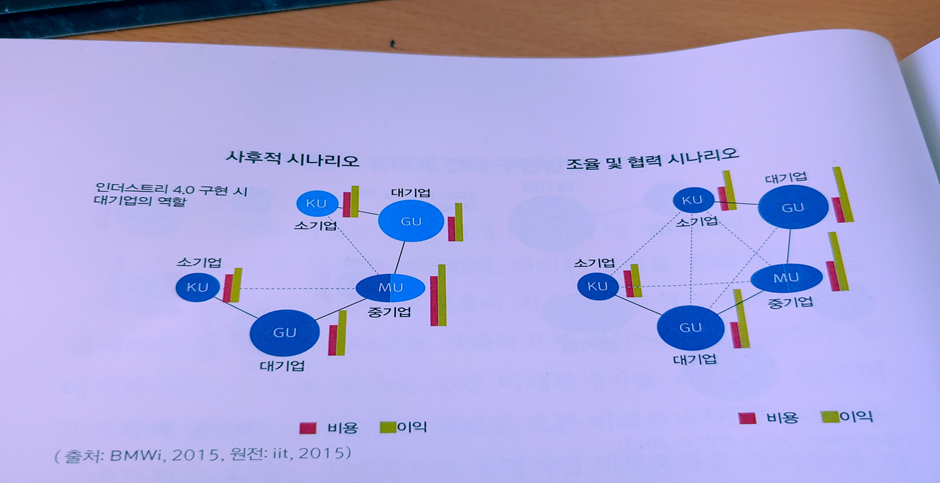 사후적 시나리오
인더스트리 4.0 구현 시
대기업의 역할
KU
소기업
대기업
GU
소기업
KU
MU
중기업
GU
대기업
비용 이익
(출처: BMWi, 2015, 원전: iit, 2015)
조율 및 협력 시나리오
KU
소기업
대기업
GU
소기업
KU
MU
중기업
GU
대기업
비용 이익